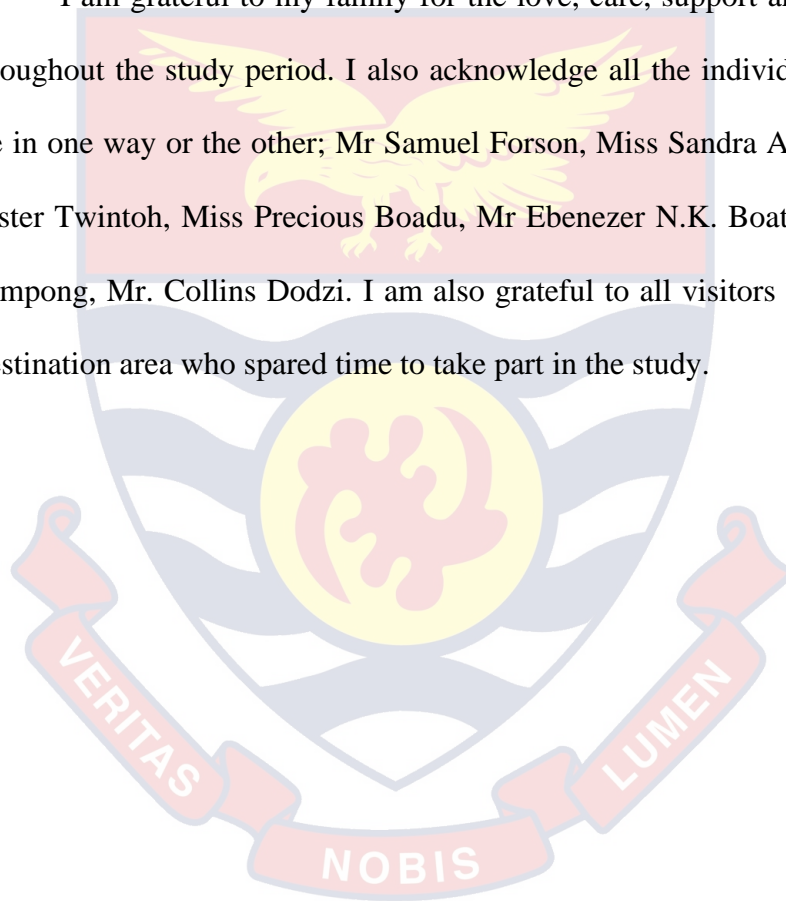 I am grateful to my family for the love, care, support
oughout the study period. I also acknowledge all the individ
e in one way or the other; Mr Samuel Forson, Miss Sandra A
ster Twintoh, Miss Precious Boadu, Mr Ebenezer N.K. Boat
mpong, Mr. Collins Dodzi. I am also grateful to all visitors
stination area who spared time to take part in the study.
VERITAS
NOBIS
LUMEN